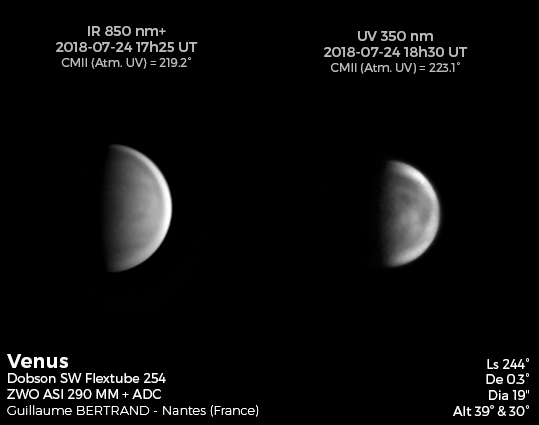 IR 850 nm+
2018-07-24 17h25 UT
CMII (Atm. UV) = 219.2°
UV 350 nm
2018-07-24 18h30 UT
CMII (Atm. UV) = 223.1°
Venus
Dobson SW Flextube 254
ZWO ASI 290 MM + ADC
Guillaume BERTRAND - Nantes (France)
Ls 244°
De 0.3°
Dia 19"
Alt 39° & 30°